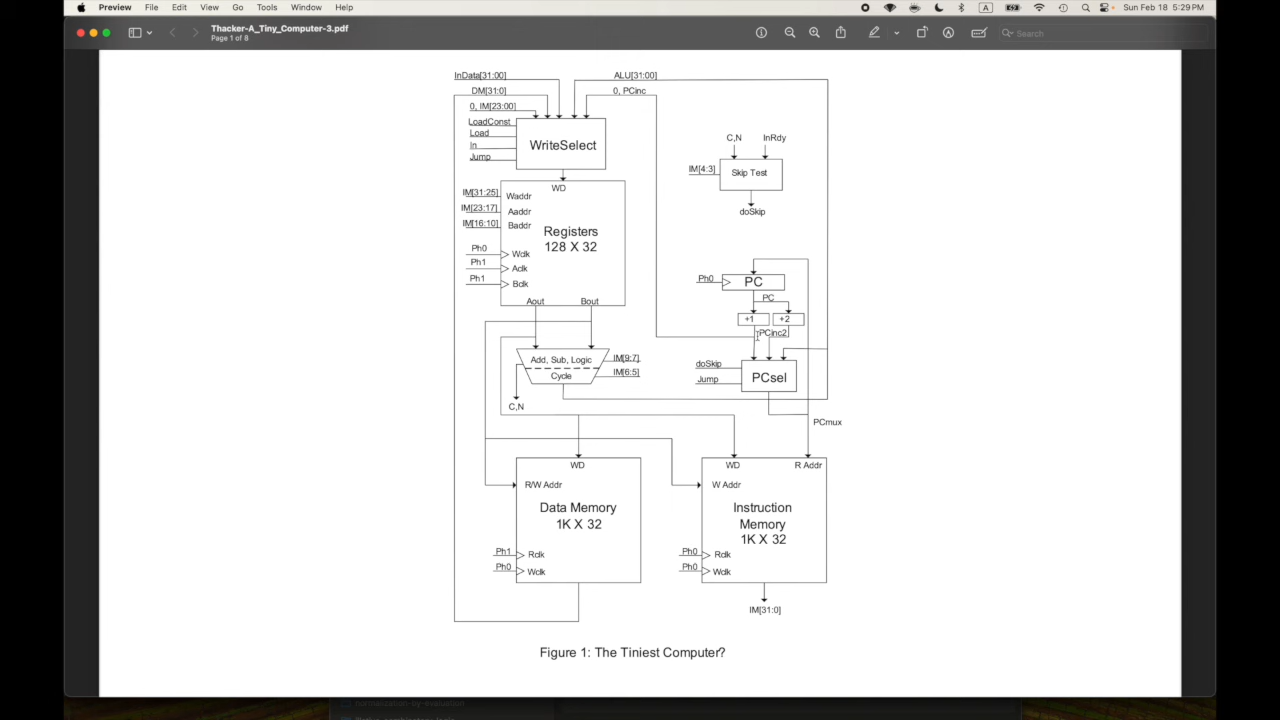 Preview File Edit View Go Tools Window Help
A
Sun Feb 18 5:29 PM
Thacker-A_Tiny_Computer-3.pdf
Page 1 of 8
Search
InData[31:00]
ALU[31:00]
DM[31:0]
0, PCinc
0, IM[23:00]
LoadConst
Load
In
Jump
WriteSelect
C,N
InRdy
IM[4:3]
Skip Test
doSkip
WD
IM[31:25]
Waddr
IM[23:17]
Aaddr
IM[16:10]
Baddr
Registers
128 X 32
Ph0
Wclk
Ph1
Aclk
Ph1
Bclk
Aout
Bout
Ph0
PC
PC
+1
+2
PCinc2
Add, Sub, Logic
Cycle
IM[9:7]
IM[6:5]
C,N
doSkip
Jump
PCsel
PCmux
WD
R/W Addr
Data Memory
1K X 32
Ph1
Rclk
Ph0
Wclk
WD
R Addr
W Addr
Instruction
Memory
1K X 32
Ph0
Rclk
Ph0
Wclk
IM[31:0]
Figure 1: The Tiniest Computer?